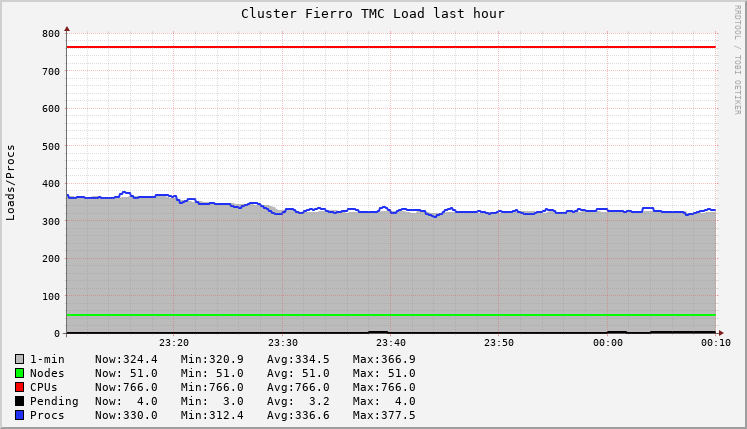 Cluster Fierro TMC Load last hour
RRDTOOL / TOBI OETIKER
Loads/Procs
800
700
600
500
400
300
200
100
0
23:20 23:30 23:40 23:50 00:00 00:10
1-min Now:324.4 Min:320.9 Avg:334.5 Max:366.9
Nodes Now: 51.0 Min: 51.0 Avg: 51.0 Max: 51.0
CPUs Now:766.0 Min:766.0 Avg:766.0 Max:766.0
Pending Now: 4.0 Min: 3.0 Avg: 3.2 Max: 4.0
Procs Now:330.0 Min:312.4 Avg:336.6 Max:377.5